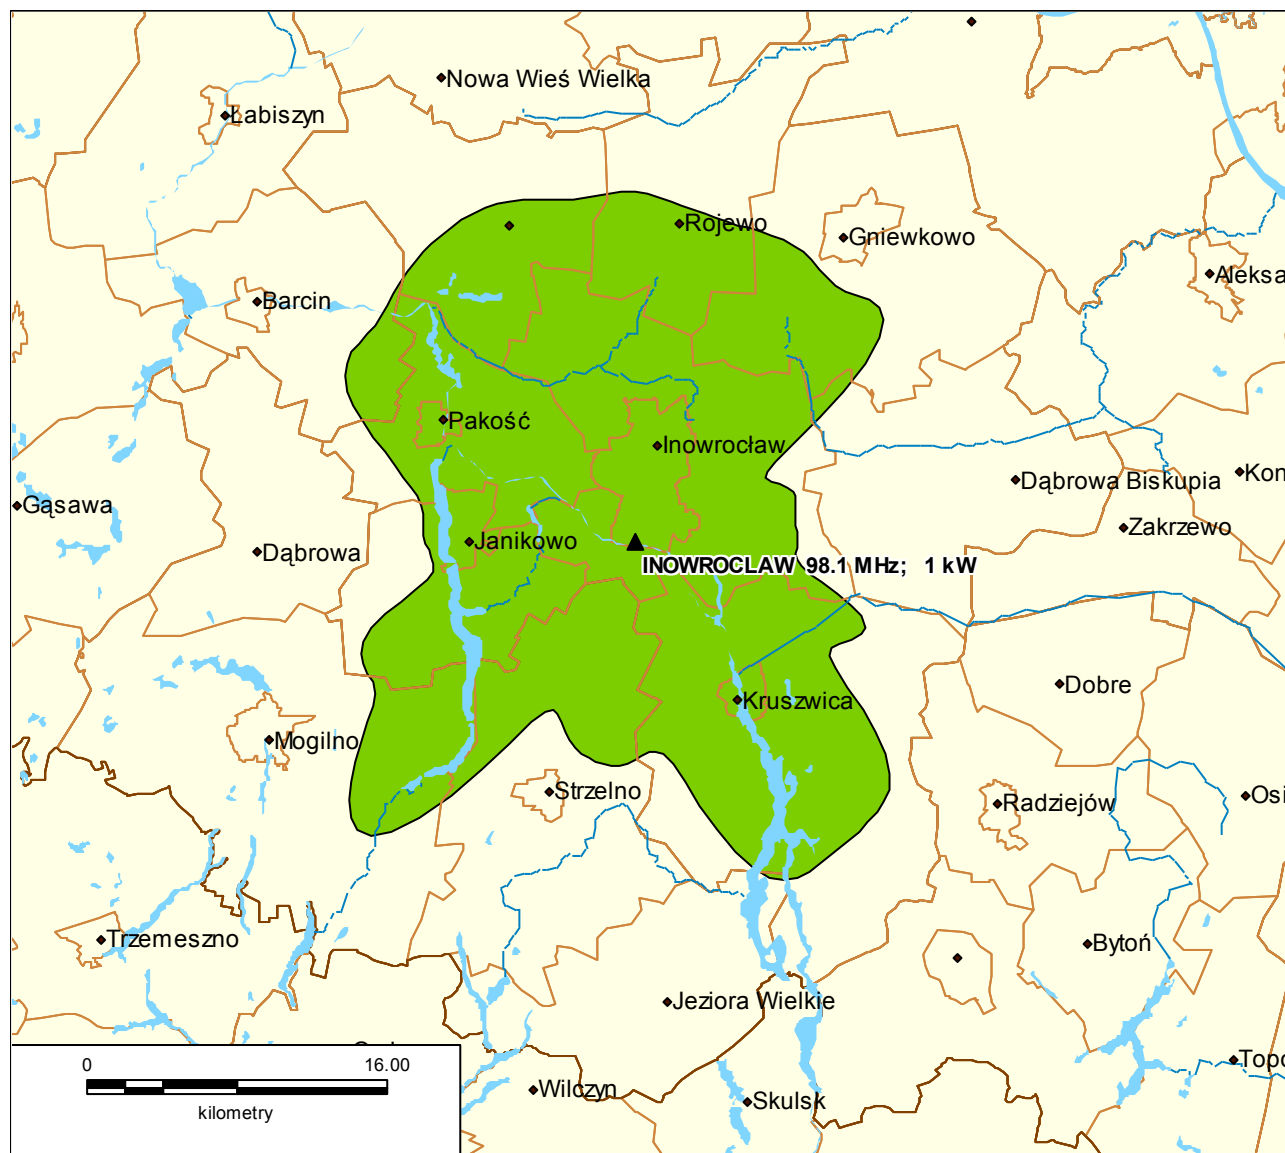 Nowa Wieś Wielka
Łabiszyn
Rojewo
Gniewkowo
Aleksa
Barcin
Pakość
Inowrocław
Kon
Dąbrowa Biskupia
Gąsawa
Zakrzewo
Janikowo
Dąbrowa
INOWROCLAW 98.1 MHz; 1 kW
Dobre
Kruszwica
Mogilno
Strzelno
Radziejów
Osi
Trzemeszno
Bytoń
Jeziora Wielkie
Topo
Wilczyn
Skulsk
0 16.00
kilometry